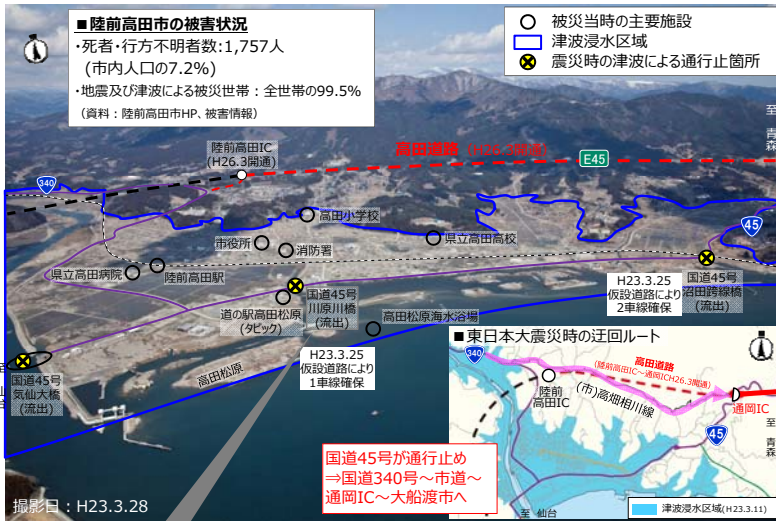 ■陸前高田市の被害状況
・死者・行方不明者数:1,757人
(市内人口の7.2%)
・地震及び津波による被災世帯：全世帯の99.5%
(資料：陸前高田市HP、被害情報)
被災当時の主要施設
津波浸水区域
震災時の津波による通行止箇所
至 青森
陸前高田IC
(H26.3開通)
高田道路 (H26.3開通)
E45
340
45
高田小学校
市役所
消防署
県立高田高校
県立高田病院
陸前高田駅
国道45号
川原川橋
(流出)
道の駅高田松原
(タピック)
高田松原海水浴場
H23.3.25
仮設道路により
2車線確保
国道45号
沼田跨線橋
(流出)
国道45号
気仙大橋
(流出)
高田松原
H23.3.25
仮設道路により
1車線確保
■東日本大震災時の迂回ルート
340
高田道路
(陸前高田IC～通岡ICH26.3開通)
陸前
高田IC
(市)高畑相川線
通岡IC
45
至 青森
至 仙台
津波浸水区域(H23.3.11)
国道45号が通行止め
⇒国道340号～市道～
通岡IC～大船渡市へ
撮影日：H23.3.28